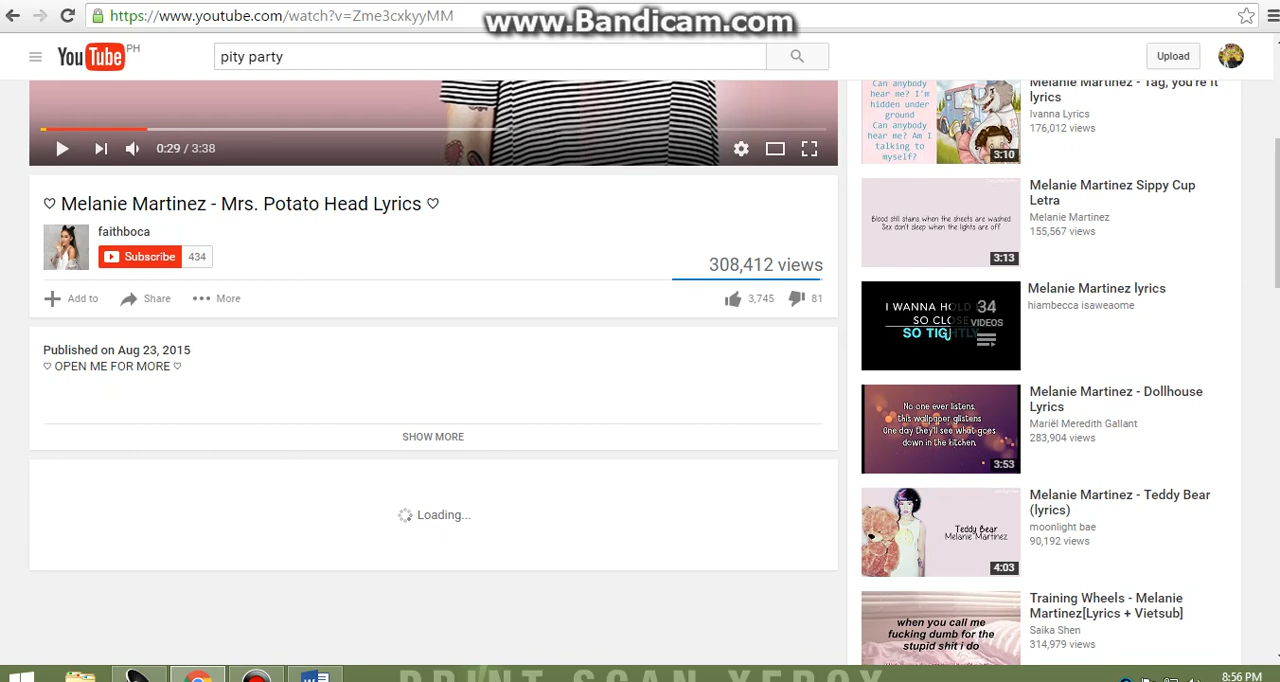 https://www.youtube.com/watch?v=Zme3cxkyyMM
www.Bandicam.com
YouTube PH
pity party
Upload
0:29 / 3:38
♡ Melanie Martinez - Mrs. Potato Head Lyrics ♡
faithboca
Subscribe 434
308,412 views
Add to
Share
More
3,745
81
Published on Aug 23, 2015
♡ OPEN ME FOR MORE ♡
SHOW MORE
Loading...
Can anybody
hear me? I'm
hidden under
ground
Can anybody
hear me? Am I
talking to
myself?
3:10
Melanie Martinez - Tag, you're it
lyrics
Ivanna Lyrics
176,012 views
Blood still stains when the sheets are washed
Sex don't sleep when the lights are off
3:13
Melanie Martinez Sippy Cup
Letra
Melanie Martinez
155,567 views
I WANNA HOLD
SO CLOSE
SO TIGHTLY
34
VIDEOS
Melanie Martinez lyrics
hiambecca isaweaome
No one ever listens,
this wallpaper glistens
One day they'll see what goes
down in the kitchen.
3:53
Melanie Martinez - Dollhouse
Lyrics
Mariël Meredith Gallant
283,904 views
Teddy Bear
Melanie Martinez
4:03
Melanie Martinez - Teddy Bear
(lyrics)
moonlight bae
90,192 views
when you call me
fucking dumb for the
stupid shit i do
Training Wheels - Melanie
Martinez[Lyrics + Vietsub]
Saika Shen
314,979 views
PRINT SCAN XEROX
8:56 PM